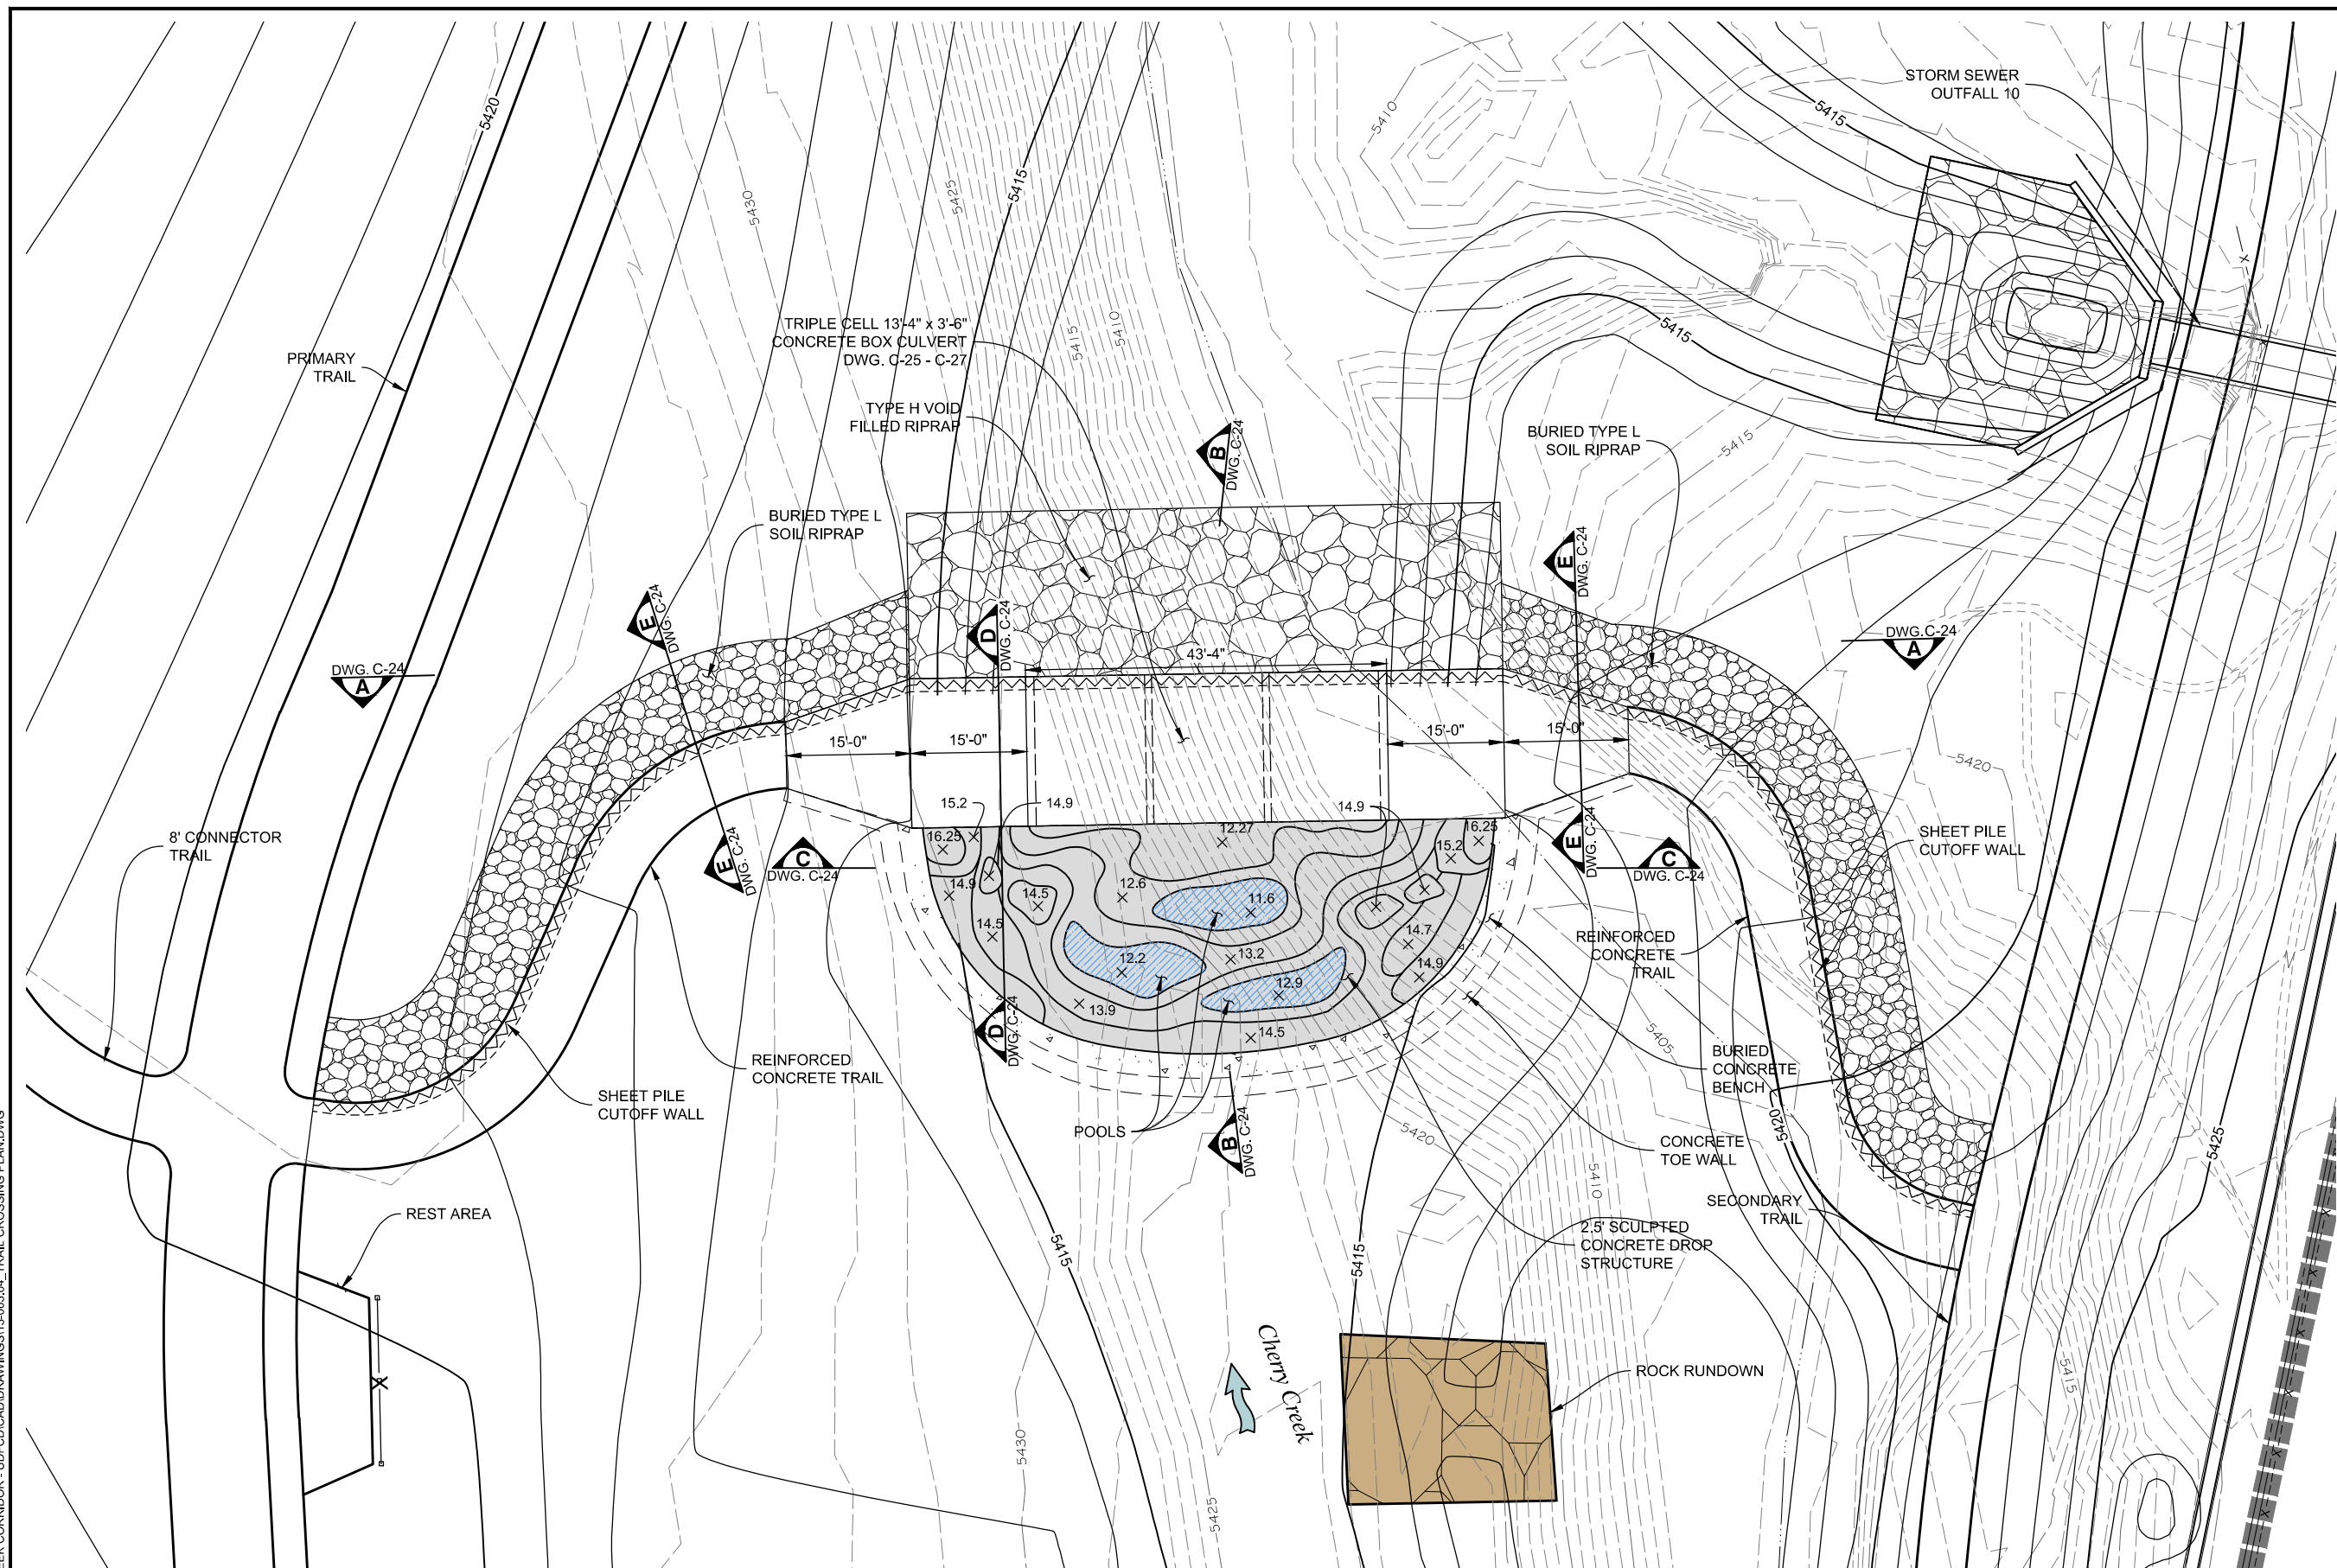 STORM SEWER
OUTFALL 10
5420
5415
5410
5415
5430
5425
5415
5410
5415
5415
PRIMARY
TRAIL
TRIPLE CELL 13'-4" x 3'-6"
CONCRETE BOX CULVERT
DWG. C-25 - C-27
TYPE H VOID
FILLED RIPRAP
B
DWG. C-24
BURIED TYPE L
SOIL RIPRAP
BURIED TYPE L
SOIL RIPRAP
E
DWG. C-24
E
DWG. C-24
D
DWG. C-24
DWG. C-24
A
DWG. C-24
A
43'-4"
15'-0"
15'-0"
15'-0"
15'-0"
5420
8' CONNECTOR
TRAIL
15.2
14.9
14.9
16.25
12.27
16.25
15.2
E
DWG. C-24
C
DWG. C-24
E
DWG. C-24
C
DWG. C-24
SHEET PILE
CUTOFF WALL
14.9
14.5
12.6
11.6
14.5
14.7
12.2
13.2
14.9
12.9
13.9
14.5
REINFORCED
CONCRETE
TRAIL
D
DWG. C-24
5405
BURIED
CONCRETE
BENCH
REINFORCED
CONCRETE TRAIL
SHEET PILE
CUTOFF WALL
POOLS
B
DWG. C-24
5420
5420
5425
CONCRETE
TOE WALL
5410
SECONDARY
TRAIL
REST AREA
2.5' SCULPTED
CONCRETE DROP
STRUCTURE
5415
5415
Cherry Creek
ROCK RUNDOWN
5415
5430
5425
X